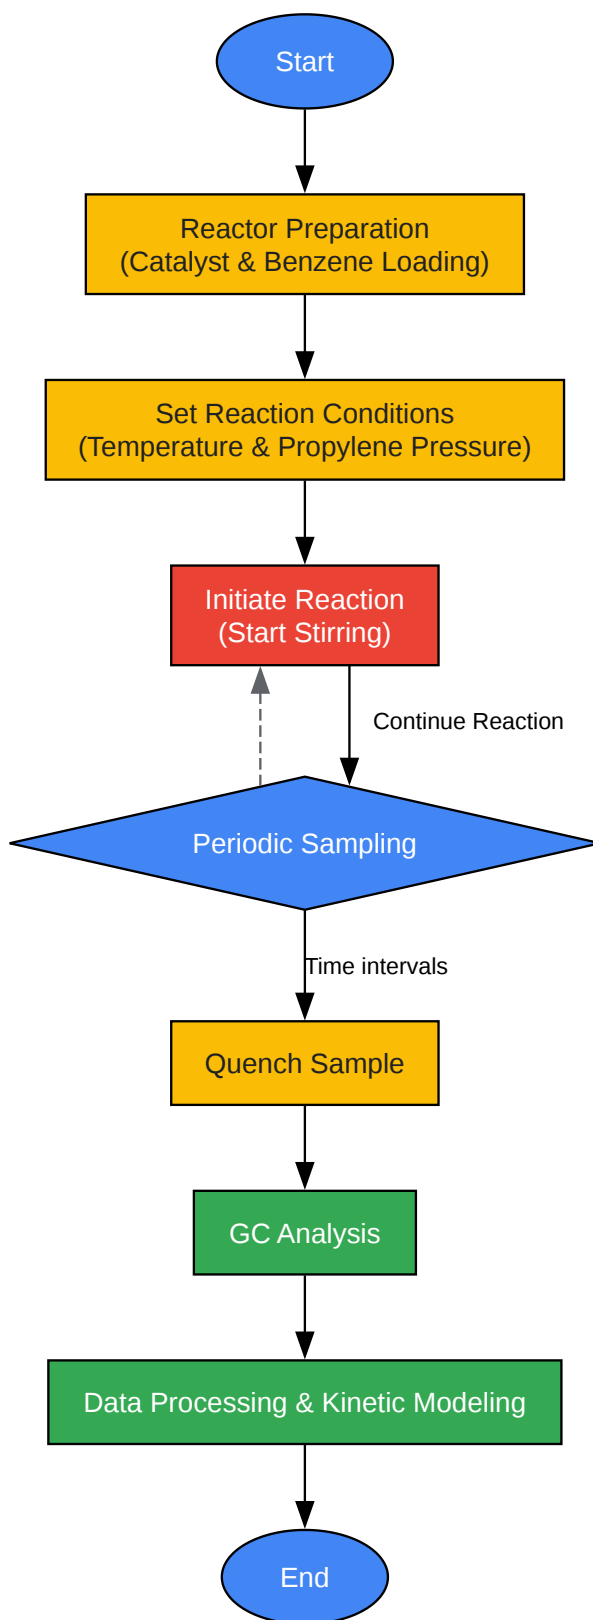 Start
Reactor Preparation
(Catalyst & Benzene Loading)
Set Reaction Conditions
(Temperature & Propylene Pressure)
Initiate Reaction
(Start Stirring)
Continue Reaction
Periodic Sampling
Time intervals
Quench Sample
GC Analysis
Data Processing & Kinetic Modeling
End